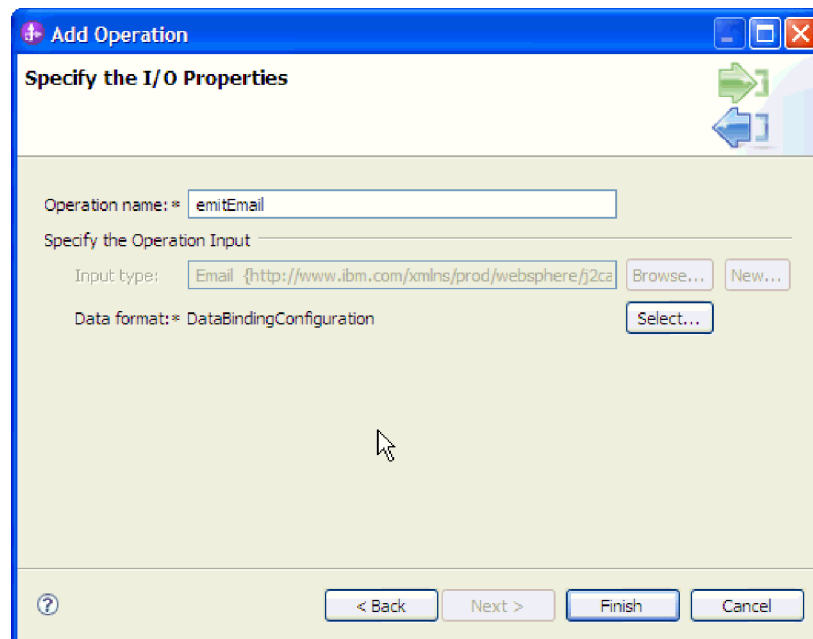 Add Operation
Specify the I/O Properties
Operation name:* emitEmail
Specify the Operation Input
Input type: Email {http://www.ibm.com/xmlns/prod/websphere/j2ca Browse... New...
Data format:* DataBindingConfiguration Select...
? < Back Next > Finish Cancel